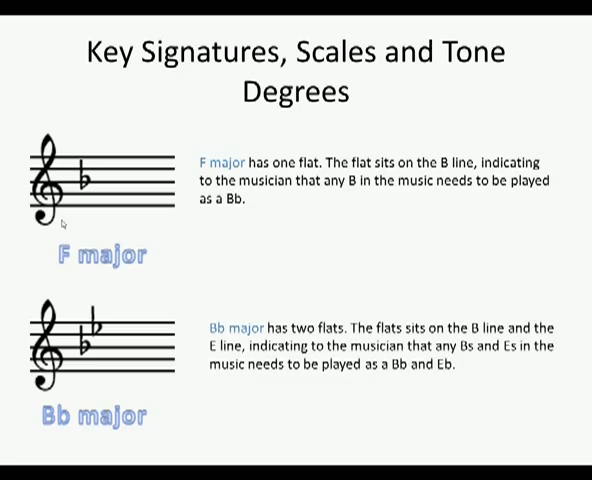 Key Signatures, Scales and Tone
Degrees
F major has one flat. The flat sits on the B line, indicating
to the musician that any B in the music needs to be played
as a Bb.
F major
Bb major has two flats. The flats sits on the B line and the
E line, indicating to the musician that any Bs and Es in the
music needs to be played as a Bb and Eb.
Bb major